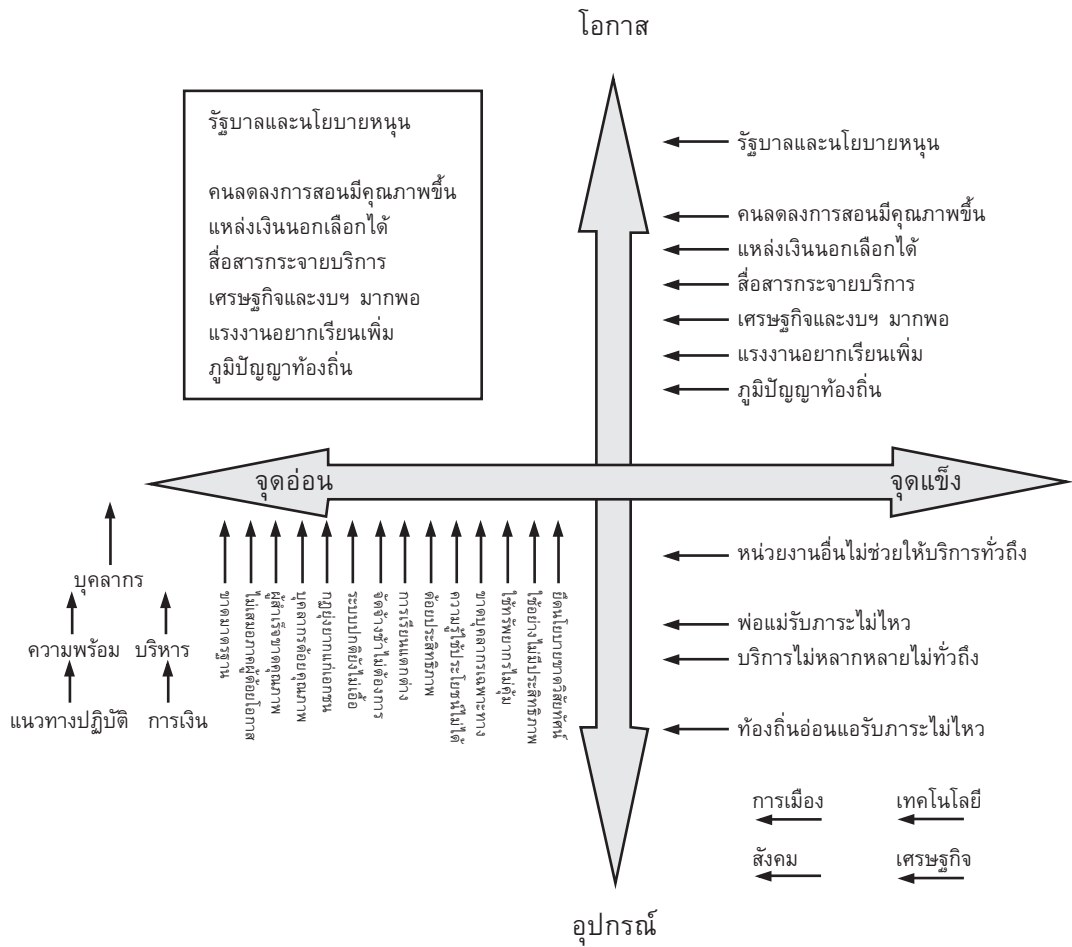 โอกาส
รัฐบาลและนโยบายหนุน
คนลดลงการสอนมีคุณภาพขึ้น
แหล่งเงินนอกเลือกได้
สื่อสารกระจายบริการ
เศรษฐกิจและงบฯ มากพอ
แรงงานอยากเรียนเพิ่ม
ภูมิปัญญาท้องถิ่น
รัฐบาลและนโยบายหนุน
คนลดลงการสอนมีคุณภาพขึ้น
แหล่งเงินนอกเลือกได้
สื่อสารกระจายบริการ
เศรษฐกิจและงบฯ มากพอ
แรงงานอยากเรียนเพิ่ม
ภูมิปัญญาท้องถิ่น
จุดอ่อน
จุดแข็ง
บุคลากร
ความพร้อม
บริหาร
แนวทางปฏิบัติ
การเงิน
ขาดมาตรฐาน
ไม่เสมอภาคผู้ด้อยโอกาส
ผู้สำเร็จขาดคุณภาพ
บุคลากรด้อยคุณภาพ
กฎยุ่งยากแก่เอกชน
ระบบปกติยังไม่เอื้อ
จัดจ้างช้าไม่ต้องการ
การเรียนแตกต่าง
ด้อยประสิทธิภาพ
ความรู้ใช้ประโยชน์ไม่ได้
ขาดบุคลากรเฉพาะทาง
ใช้ทรัพยากรไม่คุ้ม
ใช้อย่างไม่มีประสิทธิภาพ
ยึดนโยบายขาดวิสัยทัศน์
หน่วยงานอื่นไม่ช่วยให้บริการทั่วถึง
พ่อแม่รับภาระไม่ไหว
บริการไม่หลากหลายไม่ทั่วถึง
ท้องถิ่นอ่อนแอรับภาระไม่ไหว
การเมือง
เทคโนโลยี
สังคม
เศรษฐกิจ
อุปกรณ์